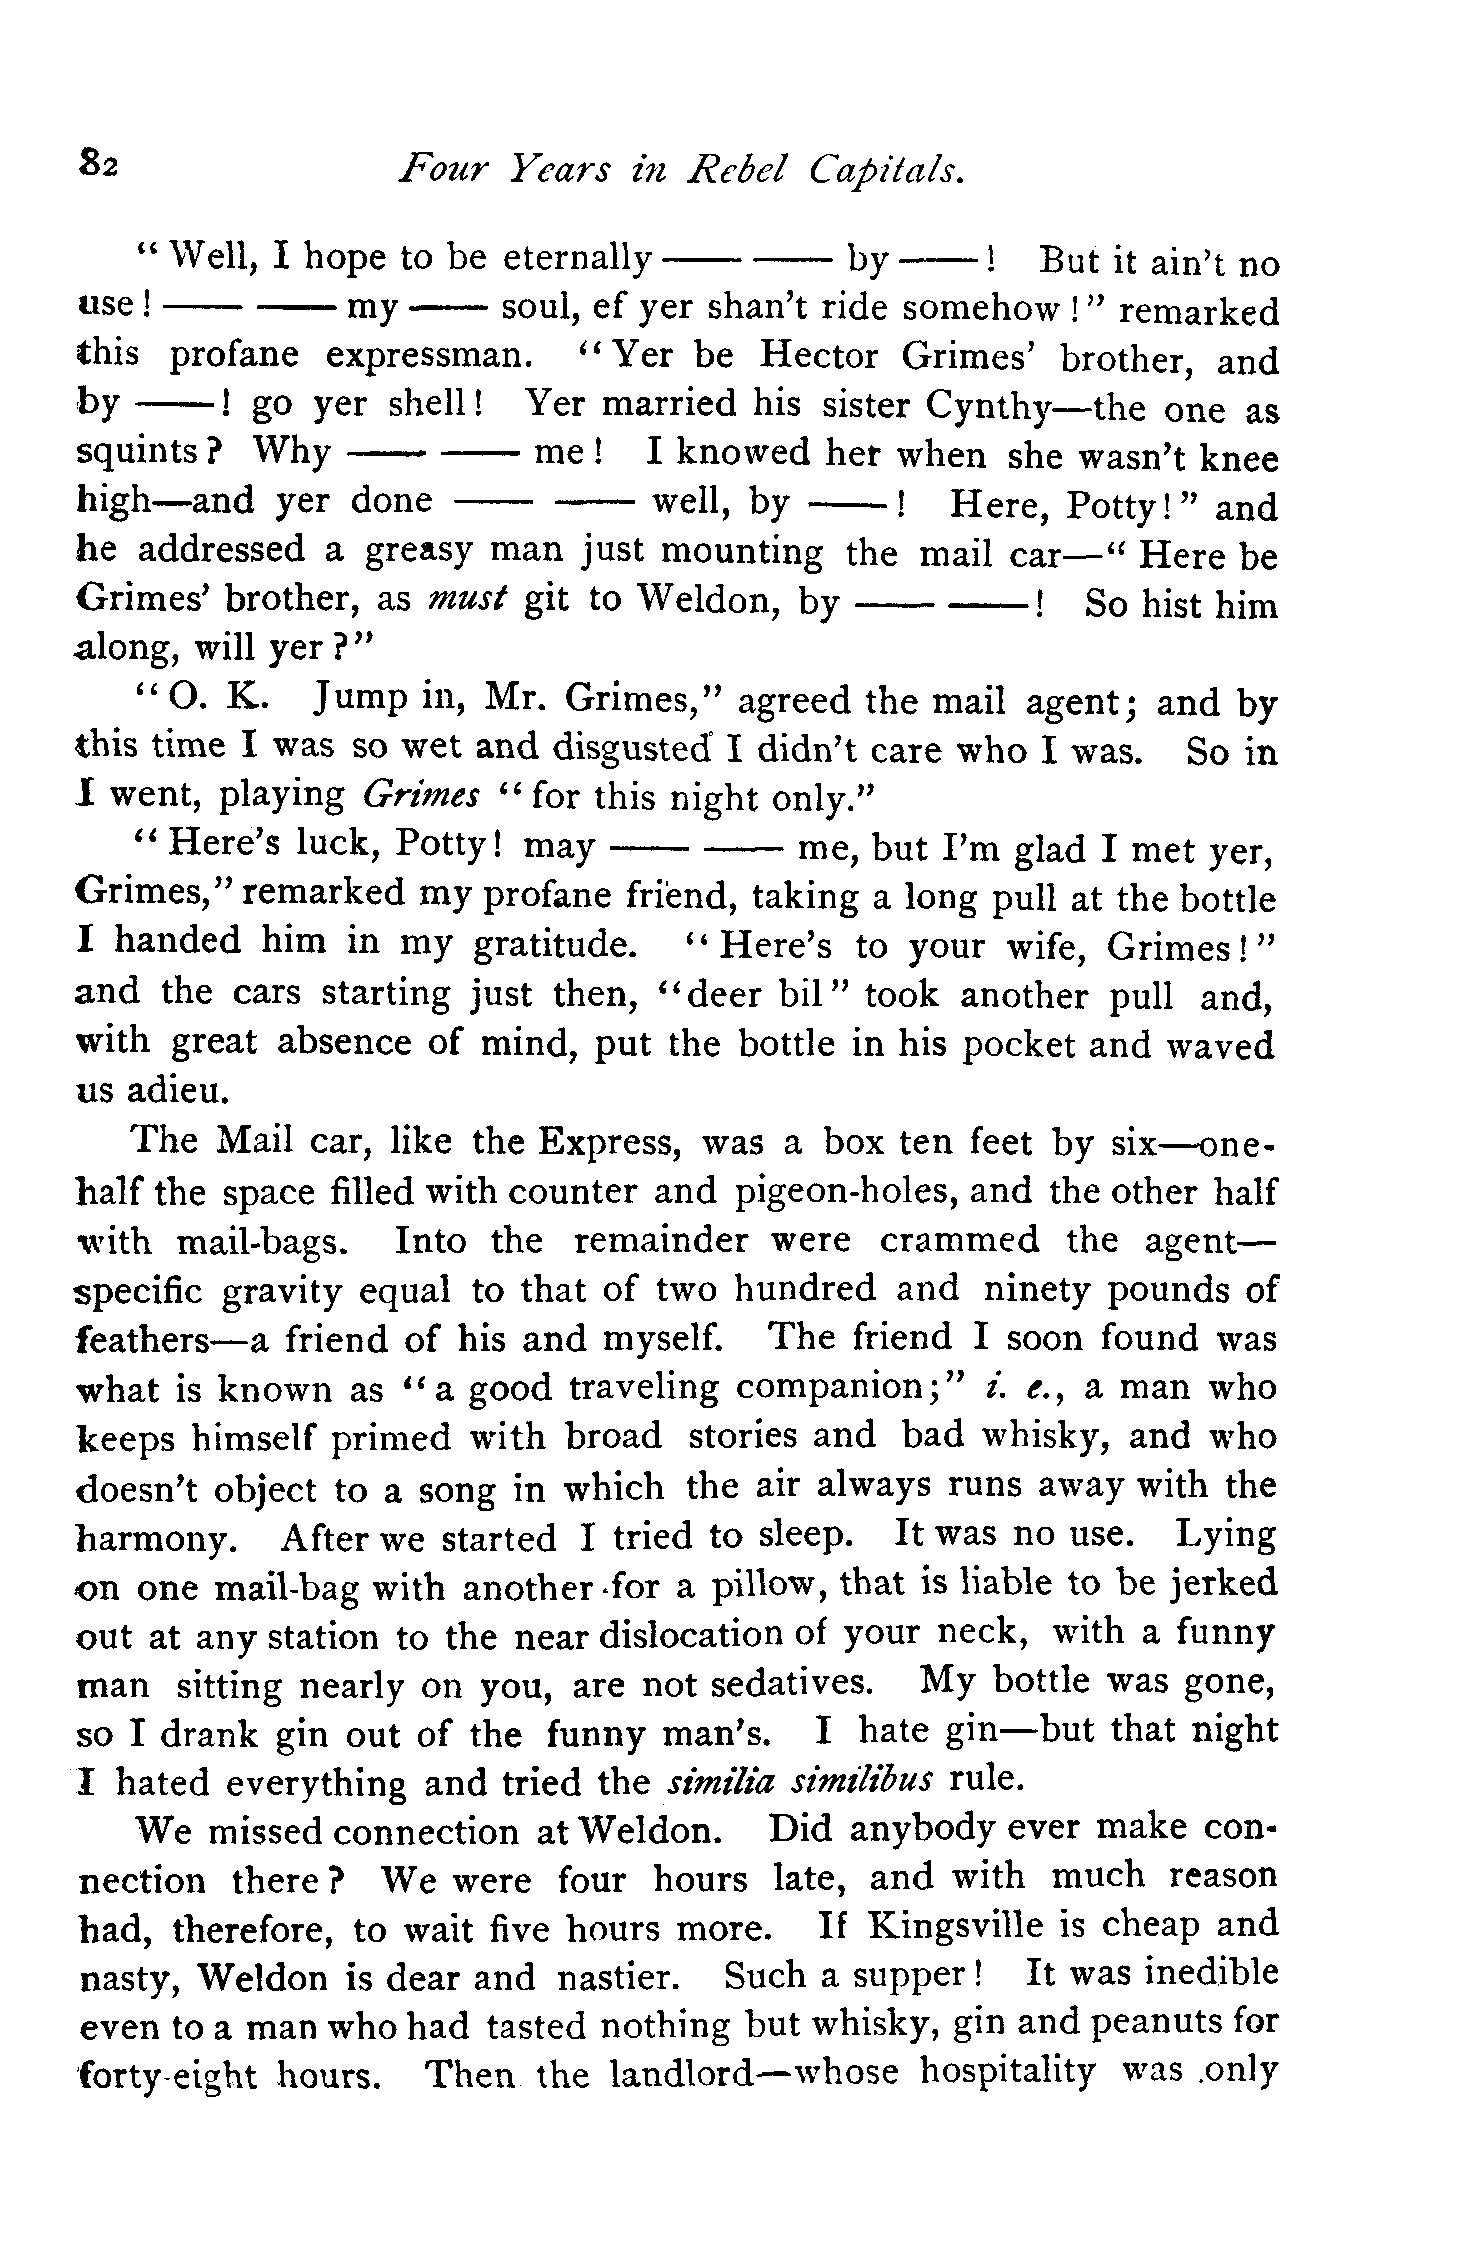 82 Four Years in Rebel Capitals.
“Well, I hope to be eternally —— —— by ——! But it ain't no
use! —— —— my —— soul, ef yer shan't ride somehow!” remarked
this profane expressman. “Yer be Hector Grimes' brother, and
by ——! go yer shell! Yer married his sister Cynthy—the one as
squints? Why —— —— me! I knowed her when she wasn't knee
high—and yer done —— —— well, by ——! Here, Potty!” and
he addressed a greasy man just mounting the mail car—“Here be
Grimes' brother, as must git to Weldon, by —— ——! So hist him
along, will yer?”
“O. K. Jump in, Mr. Grimes,” agreed the mail agent; and by
this time I was so wet and disgusted I didn't care who I was. So in
I went, playing Grimes “for this night only.”
“Here's luck, Potty! may —— —— me, but I'm glad I met yer,
Grimes,” remarked my profane friend, taking a long pull at the bottle
I handed him in my gratitude. “Here's to your wife, Grimes!”
and the cars starting just then, “deer bil” took another pull and,
with great absence of mind, put the bottle in his pocket and waved
us adieu.
The Mail car, like the Express, was a box ten feet by six—one-
half the space filled with counter and pigeon-holes, and the other half
with mail-bags. Into the remainder were crammed the agent—
specific gravity equal to that of two hundred and ninety pounds of
feathers—a friend of his and myself. The friend I soon found was
what is known as “a good traveling companion;” i. e., a man who
keeps himself primed with broad stories and bad whisky, and who
doesn't object to a song in which the air always runs away with the
harmony. After we started I tried to sleep. It was no use. Lying
on one mail-bag with another for a pillow, that is liable to be jerked
out at any station to the near dislocation of your neck, with a funny
man sitting nearly on you, are not sedatives. My bottle was gone,
so I drank gin out of the funny man's. I hate gin—but that night
I hated everything and tried the similia similibus rule.
We missed connection at Weldon. Did anybody ever make con-
nection there? We were four hours late, and with much reason
had, therefore, to wait five hours more. If Kingsville is cheap and
nasty, Weldon is dear and nastier. Such a supper! It was inedible
even to a man who had tasted nothing but whisky, gin and peanuts for
forty-eight hours. Then the landlord—whose hospitality was only